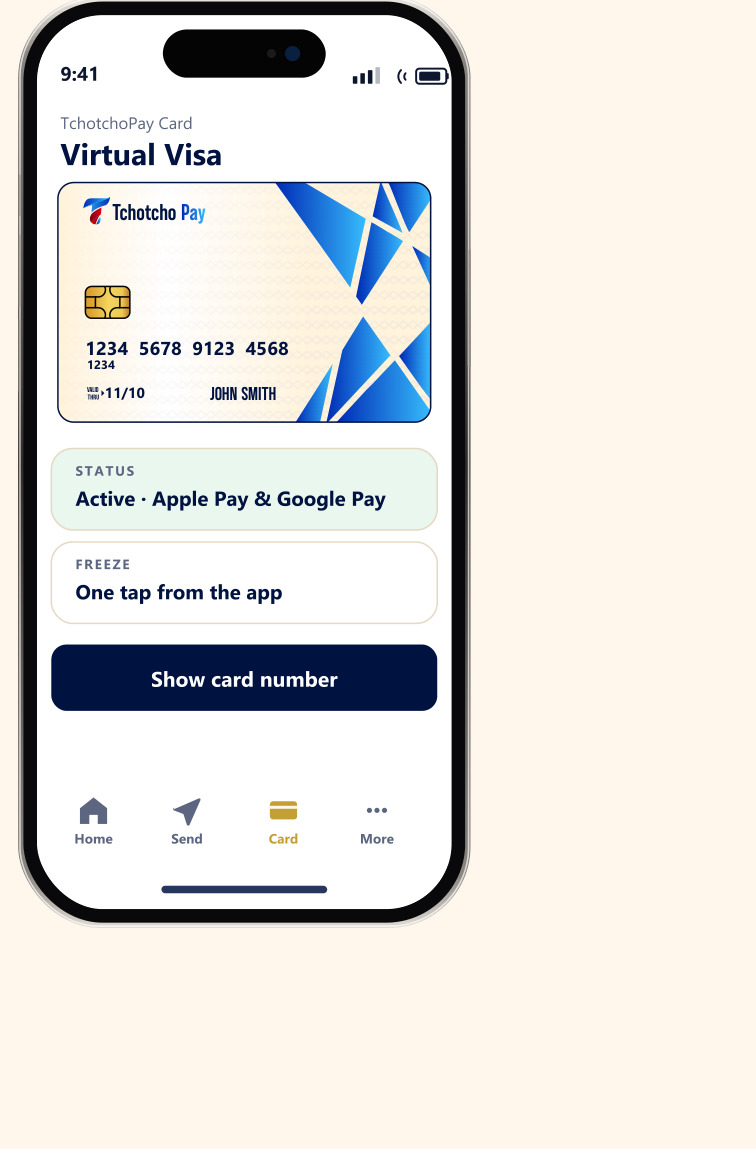 9:41
TchotchoPay Card
Virtual Visa
Tchotcho Pay
1234 5678 9123 4568
1234
VALID THRU 11/10 JOHN SMITH
STATUS
Active · Apple Pay & Google Pay
FREEZE
One tap from the app
Show card number
Home Send Card More